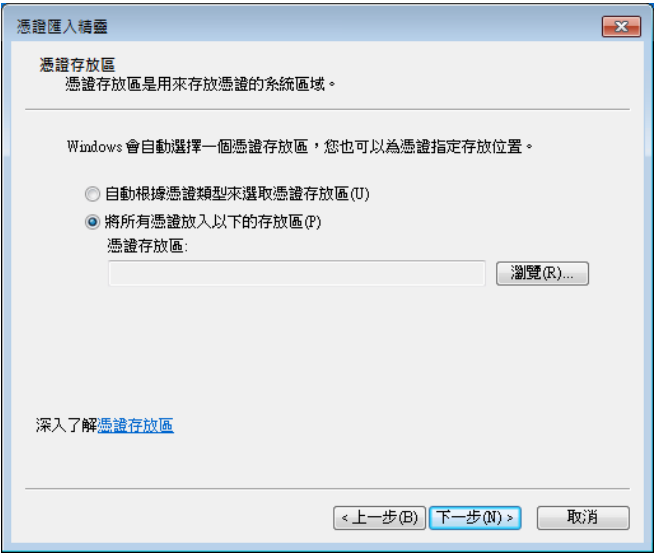 憑證匯入精靈
憑證存放區
憑證存放區是用來存放憑證的系統區域。
Windows 會自動選擇一個憑證存放區，您也可以為憑證指定存放位置。
自動根據憑證類型來選取憑證存放區(U)
將所有憑證放入以下的存放區(P)
憑證存放區:
瀏覽(R)...
深入了解憑證存放區
< 上一步(B) 下一步(N) > 取消